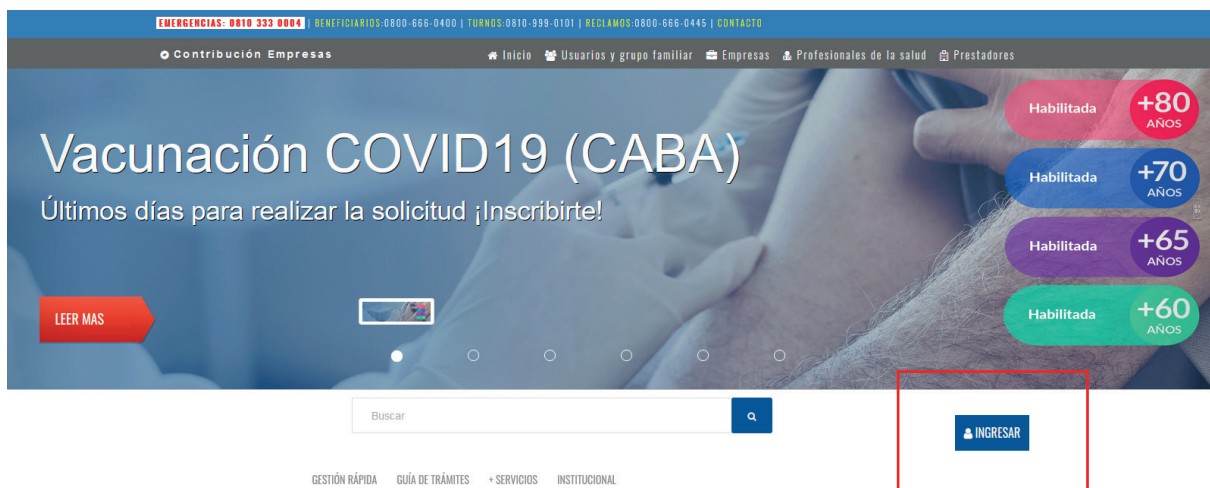 EMERGENCIAS: 0810 333 0004 | BENEFICIARIOS:0800-666-0400 | TURNOS:0810-999-0101 | RECLAMOS:0800-666-0445 | CONTACTO
Contribución Empresas
Inicio Usuarios y grupo familiar Empresas Profesionales de la salud Prestadores
Vacunación COVID19 (CABA)
Últimos días para realizar la solicitud ¡Inscribirte!
Habilitada +80 AÑOS
Habilitada +70 AÑOS
Habilitada +65 AÑOS
Habilitada +60 AÑOS
LEER MAS
Buscar
INGRESAR
GESTIÓN RÁPIDA GUÍA DE TRÁMITES + SERVICIOS INSTITUCIONAL